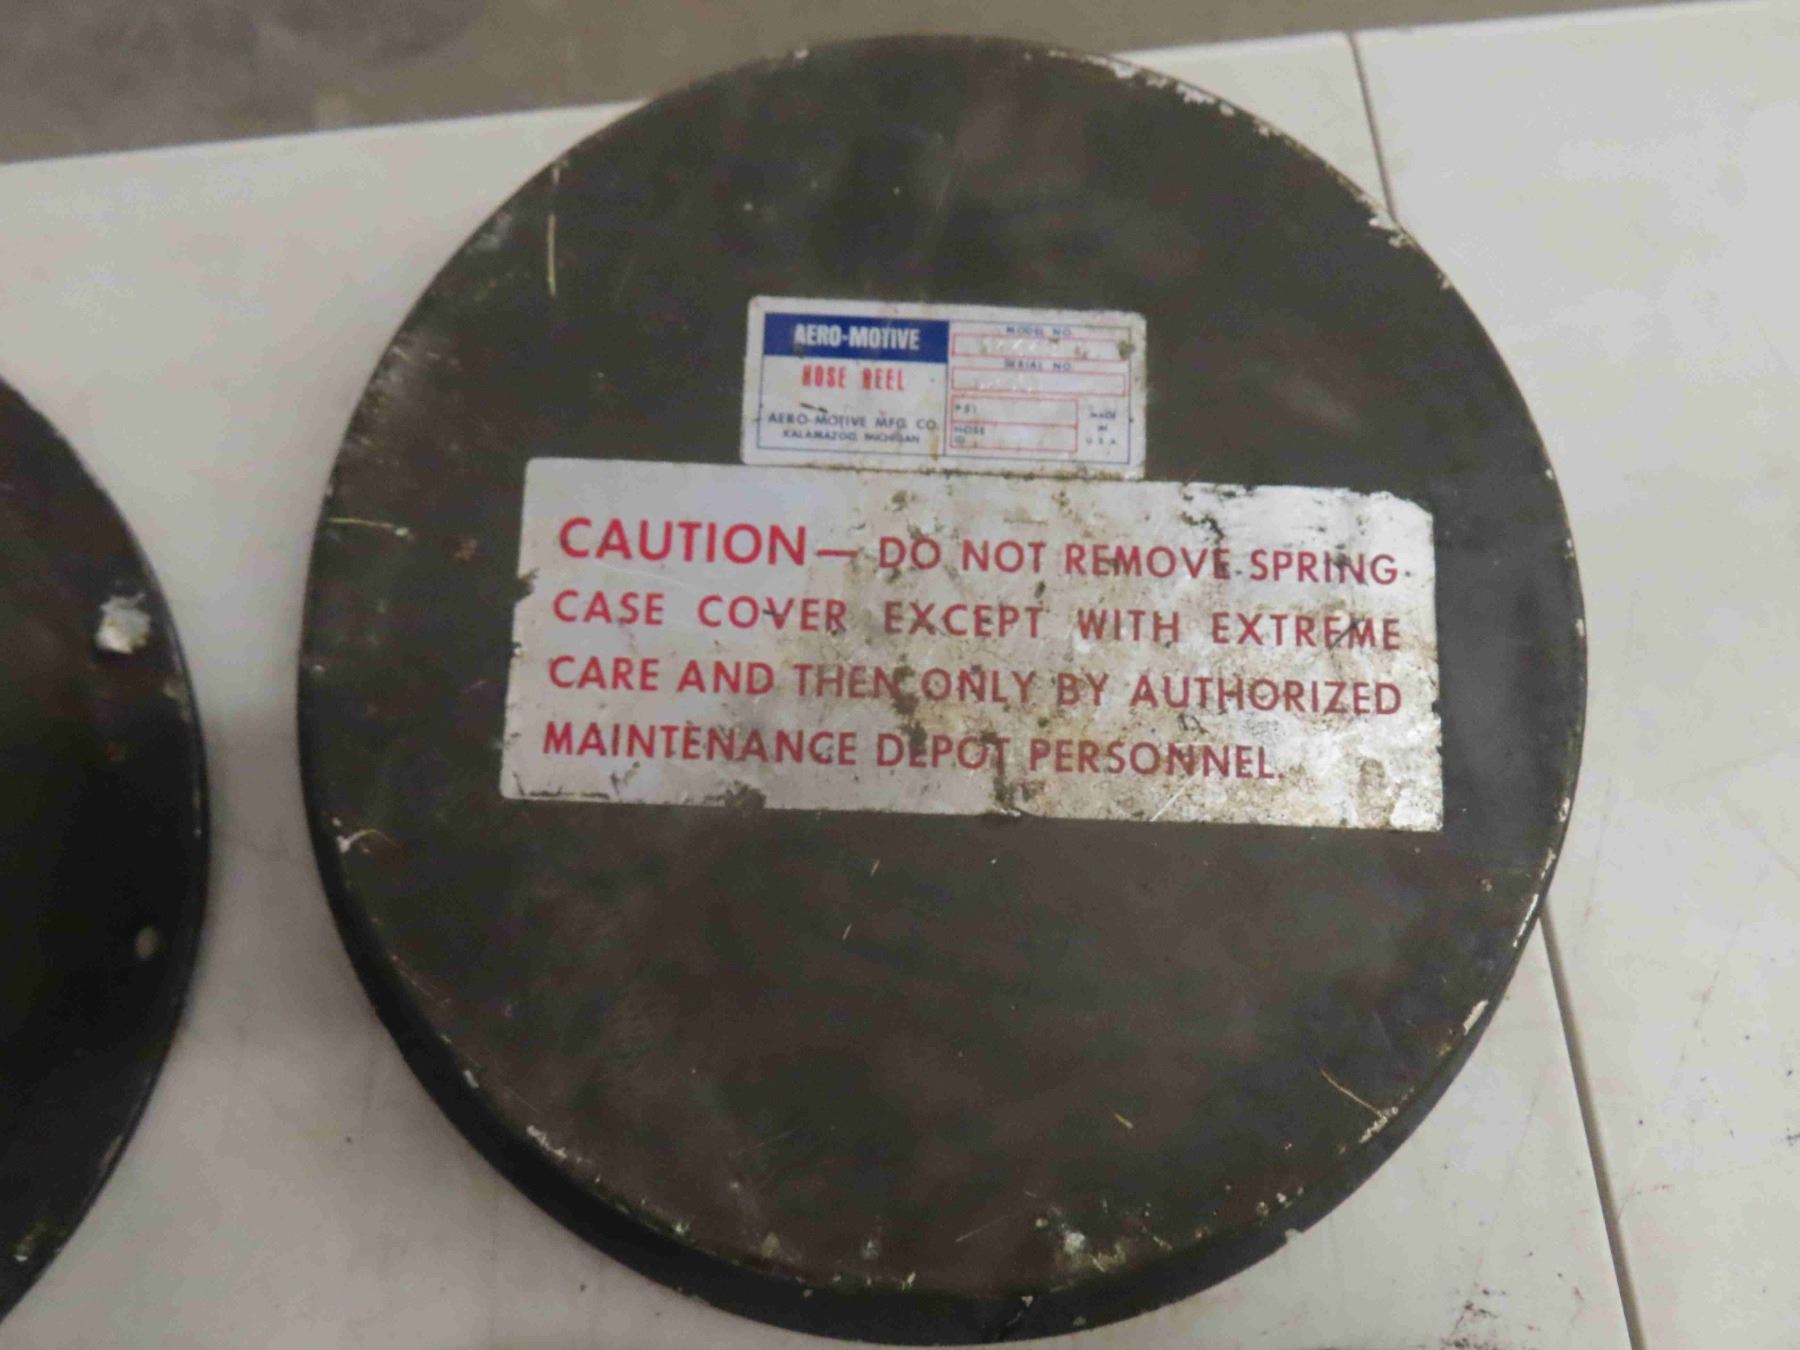 AERO-MOTIVE
HOSE REEL
AERO-MOTIVE MFG. CO.
KALAMAZOO, MICHIGAN
MODEL NO.
SERIAL NO.
PSI
HOSE
ID
MADE
IN
U.S.A.
CAUTION— DO NOT REMOVE SPRING
CASE COVER EXCEPT WITH EXTREME
CARE AND THEN ONLY BY AUTHORIZED
MAINTENANCE DEPOT PERSONNEL.